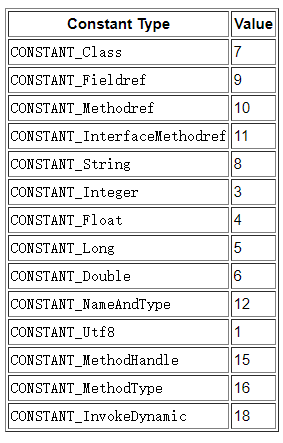 Constant Type Value
CONSTANT_Class 7
CONSTANT_Fieldref 9
CONSTANT_Methodref 10
CONSTANT_InterfaceMethodref 11
CONSTANT_String 8
CONSTANT_Integer 3
CONSTANT_Float 4
CONSTANT_Long 5
CONSTANT_Double 6
CONSTANT_NameAndType 12
CONSTANT_Utf8 1
CONSTANT_MethodHandle 15
CONSTANT_MethodType 16
CONSTANT_InvokeDynamic 18